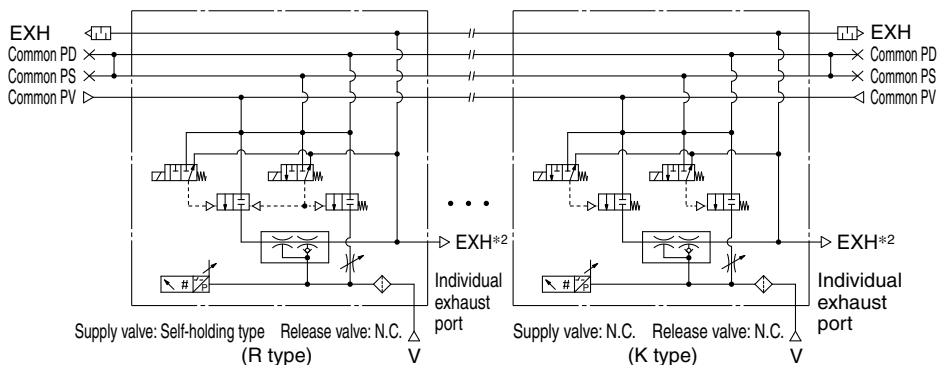 EXH
EXH
Common PD
Common PD
Common PS
Common PS
Common PV
Common PV
• • •
EXH*2
EXH*2
# P
# P
Individual
exhaust
port
Individual
exhaust
port
Supply valve: Self-holding type Release valve: N.C.
V
(R type)
Supply valve: N.C. Release valve: N.C.
V
(K type)